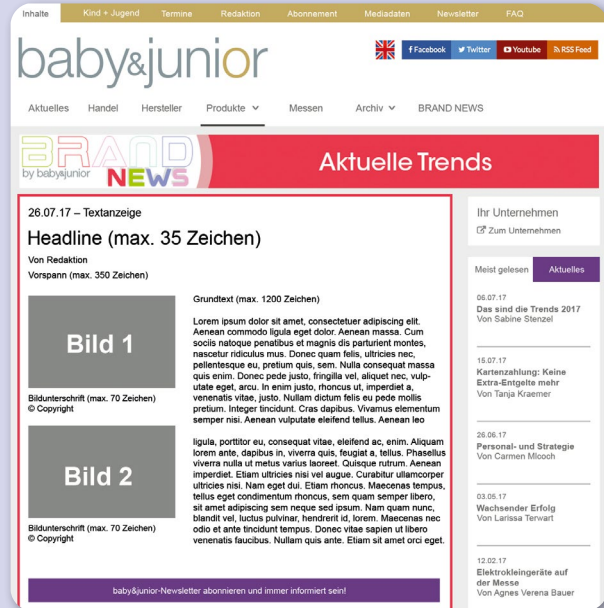 Inhalte Kind + Jugend Termine Redaktion Abonnement Mediadaten Newsletter FAQ
baby&junior
Facebook Twitter Youtube RSS Feed
Aktuelles Handel Hersteller Produkte Messen Archiv BRAND NEWS
BRAND
by baby&junior NEWS
Aktuelle Trends
26.07.17 – Textanzeige
Headline (max. 35 Zeichen)
Von Redaktion
Vorspann (max. 350 Zeichen)
Bild 1
Bildunterschrift (max. 70 Zeichen)
© Copyright
Bild 2
Bildunterschrift (max. 70 Zeichen)
© Copyright
Grundtext (max. 1200 Zeichen)
Lorem ipsum dolor sit amet, consectetuer adipiscing elit.
Aenean commodo ligula eget dolor. Aenean massa. Cum
sociis natoque penatibus et magnis dis parturient montes,
nascetur ridiculus mus. Donec quam felis, ultricies nec,
pellentesque eu, pretium quis, sem. Nulla consequat massa
quis enim. Donec pede justo, fringilla vel, aliquet nec, vulp-
utate eget, arcu. In enim justo, rhoncus ut, imperdiet a,
venenatis vitae, justo. Nullam dictum felis eu pede mollis
pretium. Integer tincidunt. Cras dapibus. Vivamus elementum
semper nisi. Aenean vulputate eleifend tellus. Aenean leo
ligula, porttitor eu, consequat vitae, eleifend ac, enim. Aliquam
lorem ante, dapibus in, viverra quis, feugiat a, tellus. Phasellus
viverra nulla ut metus varius laoreet. Quisque rutrum. Aenean
imperdiet. Etiam ultricies nisi vel augue. Curabitur ullamcorper
ultricies nisi. Nam eget dui. Etiam rhoncus. Maecenas tempus,
tellus eget condimentum rhoncus, sem quam semper libero,
sit amet adipiscing sem neque sed ipsum. Nam quam nunc,
blandit vel, luctus pulvinar, hendrerit id, lorem. Maecenas nec
odio et ante tincidunt tempus. Donec vitae sapien ut libero
venenatis faucibus. Nullam quis ante. Etiam sit amet orci eget.
baby&junior-Newsletter abonnieren und immer informiert sein!
Ihr Unternehmen
Zum Unternehmen
Meist gelesen Aktuelles
06.07.17
Das sind die Trends 2017
Von Sabine Stenzel
15.07.17
Kartenzahlung: Keine
Extra-Entgelte mehr
Von Tanja Kraemer
26.06.17
Personal- und Strategie
Von Carmen Mlooch
03.05.17
Wachsender Erfolg
Von Larissa Terwart
12.02.17
Elektrokleingeräte auf
der Messe
Von Agnes Verena Bauer